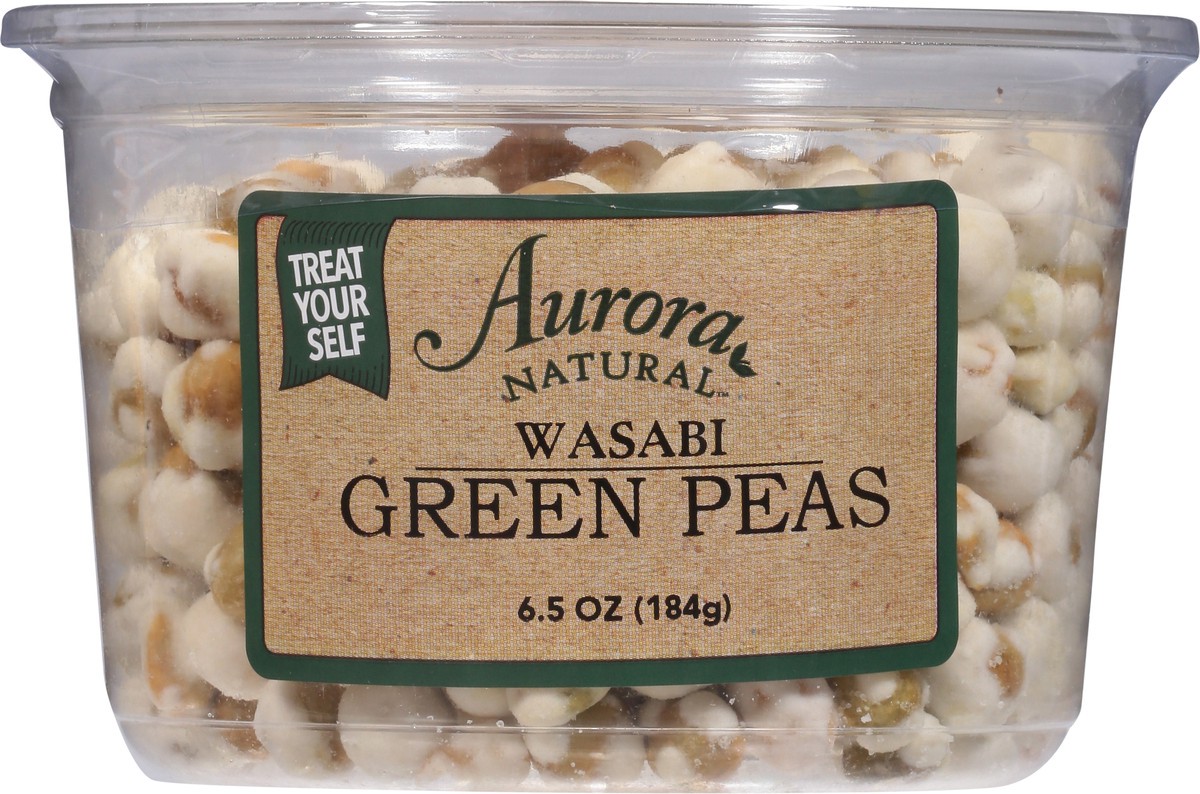 TREAT
YOUR
SELF
Aurora
NATURAL™
WASABI
GREEN PEAS
6.5 OZ (184g)